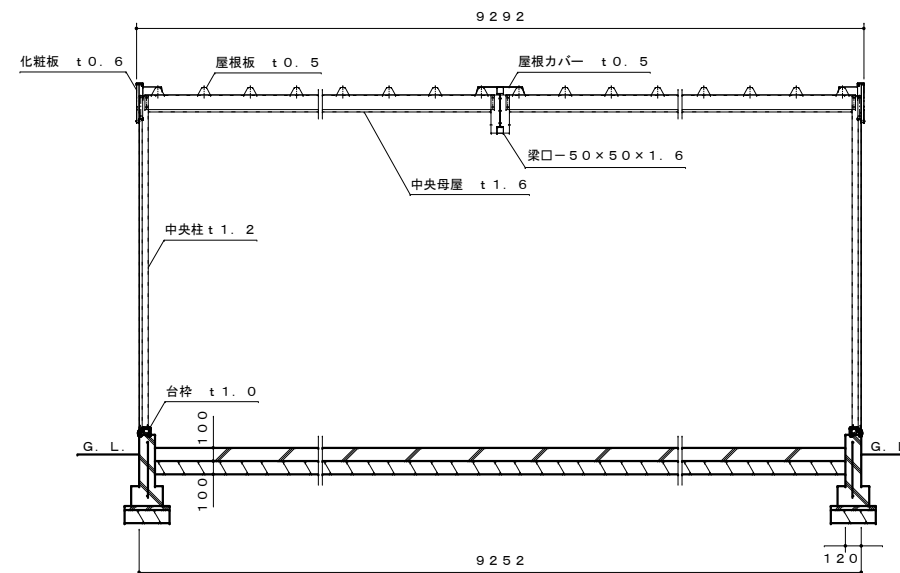 9292
化粧板 t0.6
屋根板 t0.5
屋根カバー t0.5
梁口－50×50×1.6
中央母屋 t1.6
中央柱t1.2
台枠 t1.0
100
G.L.
G.L
100
9252
120